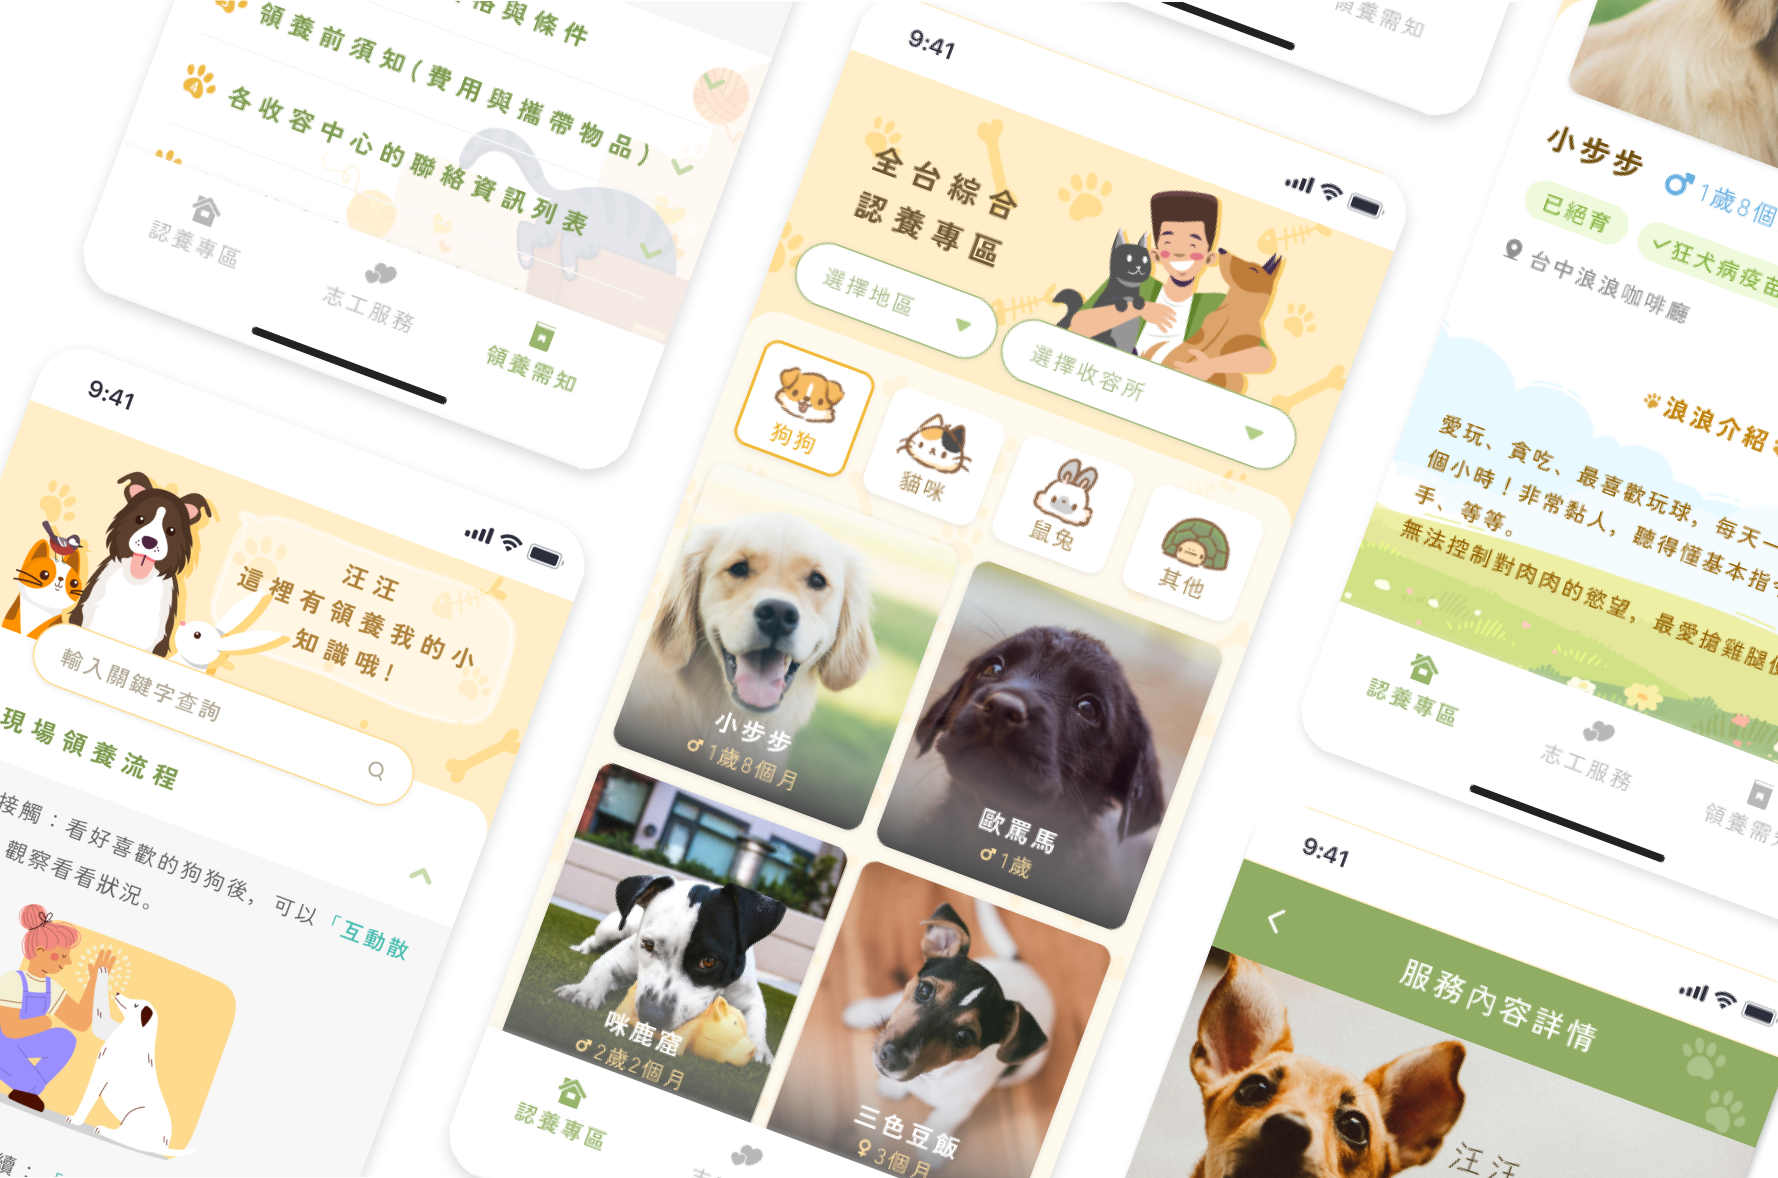 格與條件
領養前須知(費用與攜帶物品)
4
各收容中心的聯絡資訊列表
認養專區
志工服務
領養需知
9:41
汪汪
這裡有領養我的小
知識哦!
輸入關鍵字查詢
現場領養流程
接觸：看好喜歡的狗狗後，可以「互動散
觀察看看狀況。
續：「
9:41
全台綜合
認養專區
選擇地區
選擇收容所
狗狗
貓咪
鼠兔
其他
小步步
♂1歲8個月
歐罵馬
♂1歲
咪鹿窟
♂2歲2個月
三色豆飯
♀3個月
認養專區
領養需知
小步步
♂1歲8個
已絕育
✓狂犬病疫苗
台中浪浪咖啡廳
浪浪介紹
愛玩、貪吃、最喜歡玩球，每天一
個小時！非常黏人，聽得懂基本指令
手、等等。
無法控制對肉肉的慾望，最愛搶雞腿便
認養專區
志工服務
領養需知
9:41
服務內容詳情
汪汪